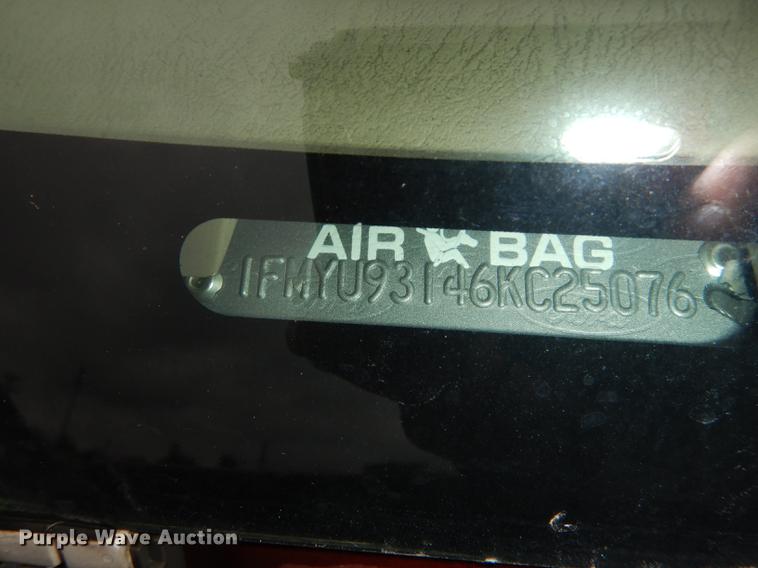 AIR BAG
1FMYU93146KC25076
Purple Wave Auction